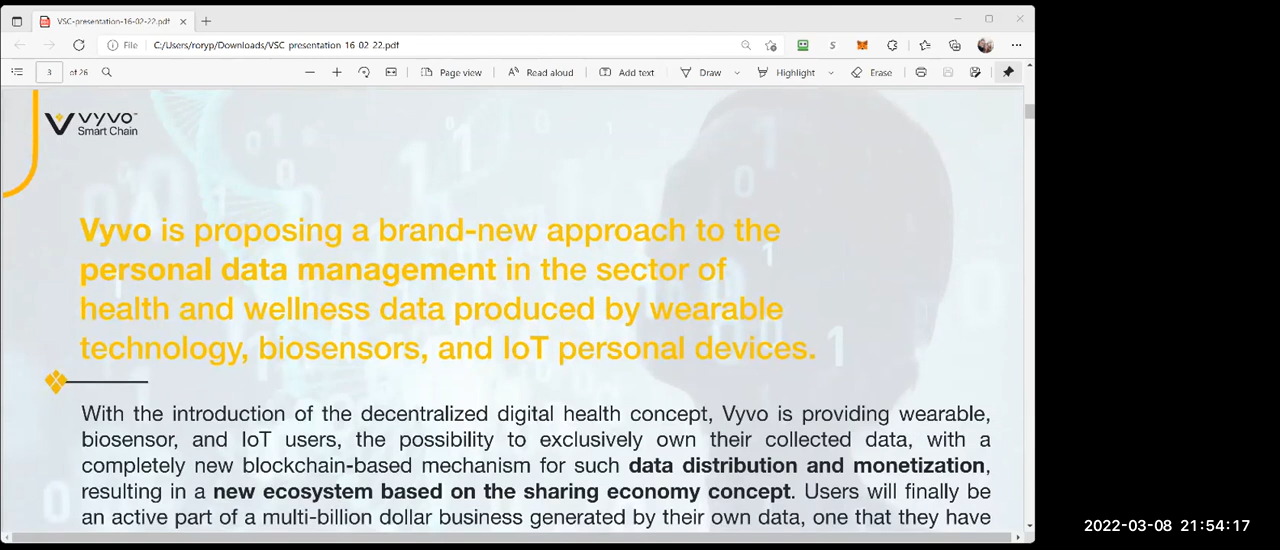 VSC-presentation-16-02-22.pdf
File C:/Users/roryp/Downloads/VSC presentation 16 02 22.pdf
3 of 26 Page view Read aloud Add text Draw Highlight Erase
vyvo™
Smart Chain
Vyvo is proposing a brand-new approach to the
personal data management in the sector of
health and wellness data produced by wearable
technology, biosensors, and IoT personal devices.
With the introduction of the decentralized digital health concept, Vyvo is providing wearable,
biosensor, and IoT users, the possibility to exclusively own their collected data, with a
completely new blockchain-based mechanism for such data distribution and monetization,
resulting in a new ecosystem based on the sharing economy concept. Users will finally be
an active part of a multi-billion dollar business generated by their own data, one that they have
2022-03-08 21:54:17